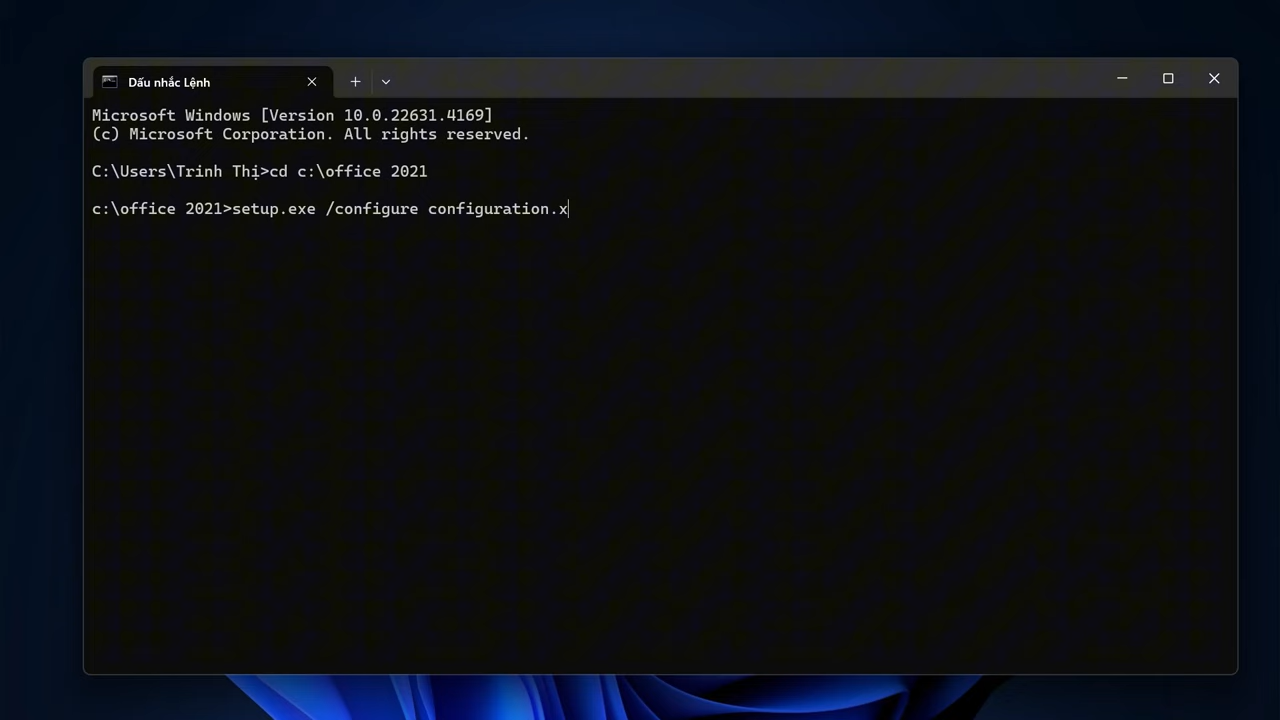 Dấu nhắc Lệnh
Microsoft Windows [Version 10.0.22631.4169]
(c) Microsoft Corporation. All rights reserved.
C:\Users\Trinh Thị>cd c:\office 2021
c:\office 2021>setup.exe /configure configuration.x